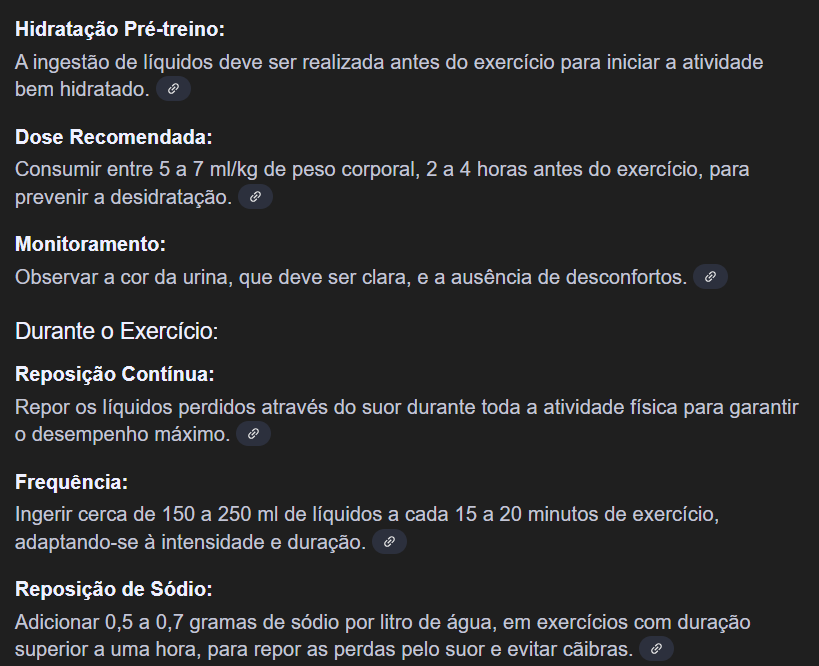 Hidratação Pré-treino:
A ingestão de líquidos deve ser realizada antes do exercício para iniciar a atividade
bem hidratado.
Dose Recomendada:
Consumir entre 5 a 7 ml/kg de peso corporal, 2 a 4 horas antes do exercício, para
prevenir a desidratação.
Monitoramento:
Observar a cor da urina, que deve ser clara, e a ausência de desconfortos.
Durante o Exercício:
Reposição Contínua:
Repor os líquidos perdidos através do suor durante toda a atividade física para garantir
o desempenho máximo.
Frequência:
Ingerir cerca de 150 a 250 ml de líquidos a cada 15 a 20 minutos de exercício,
adaptando-se à intensidade e duração.
Reposição de Sódio:
Adicionar 0,5 a 0,7 gramas de sódio por litro de água, em exercícios com duração
superior a uma hora, para repor as perdas pelo suor e evitar cãibras.